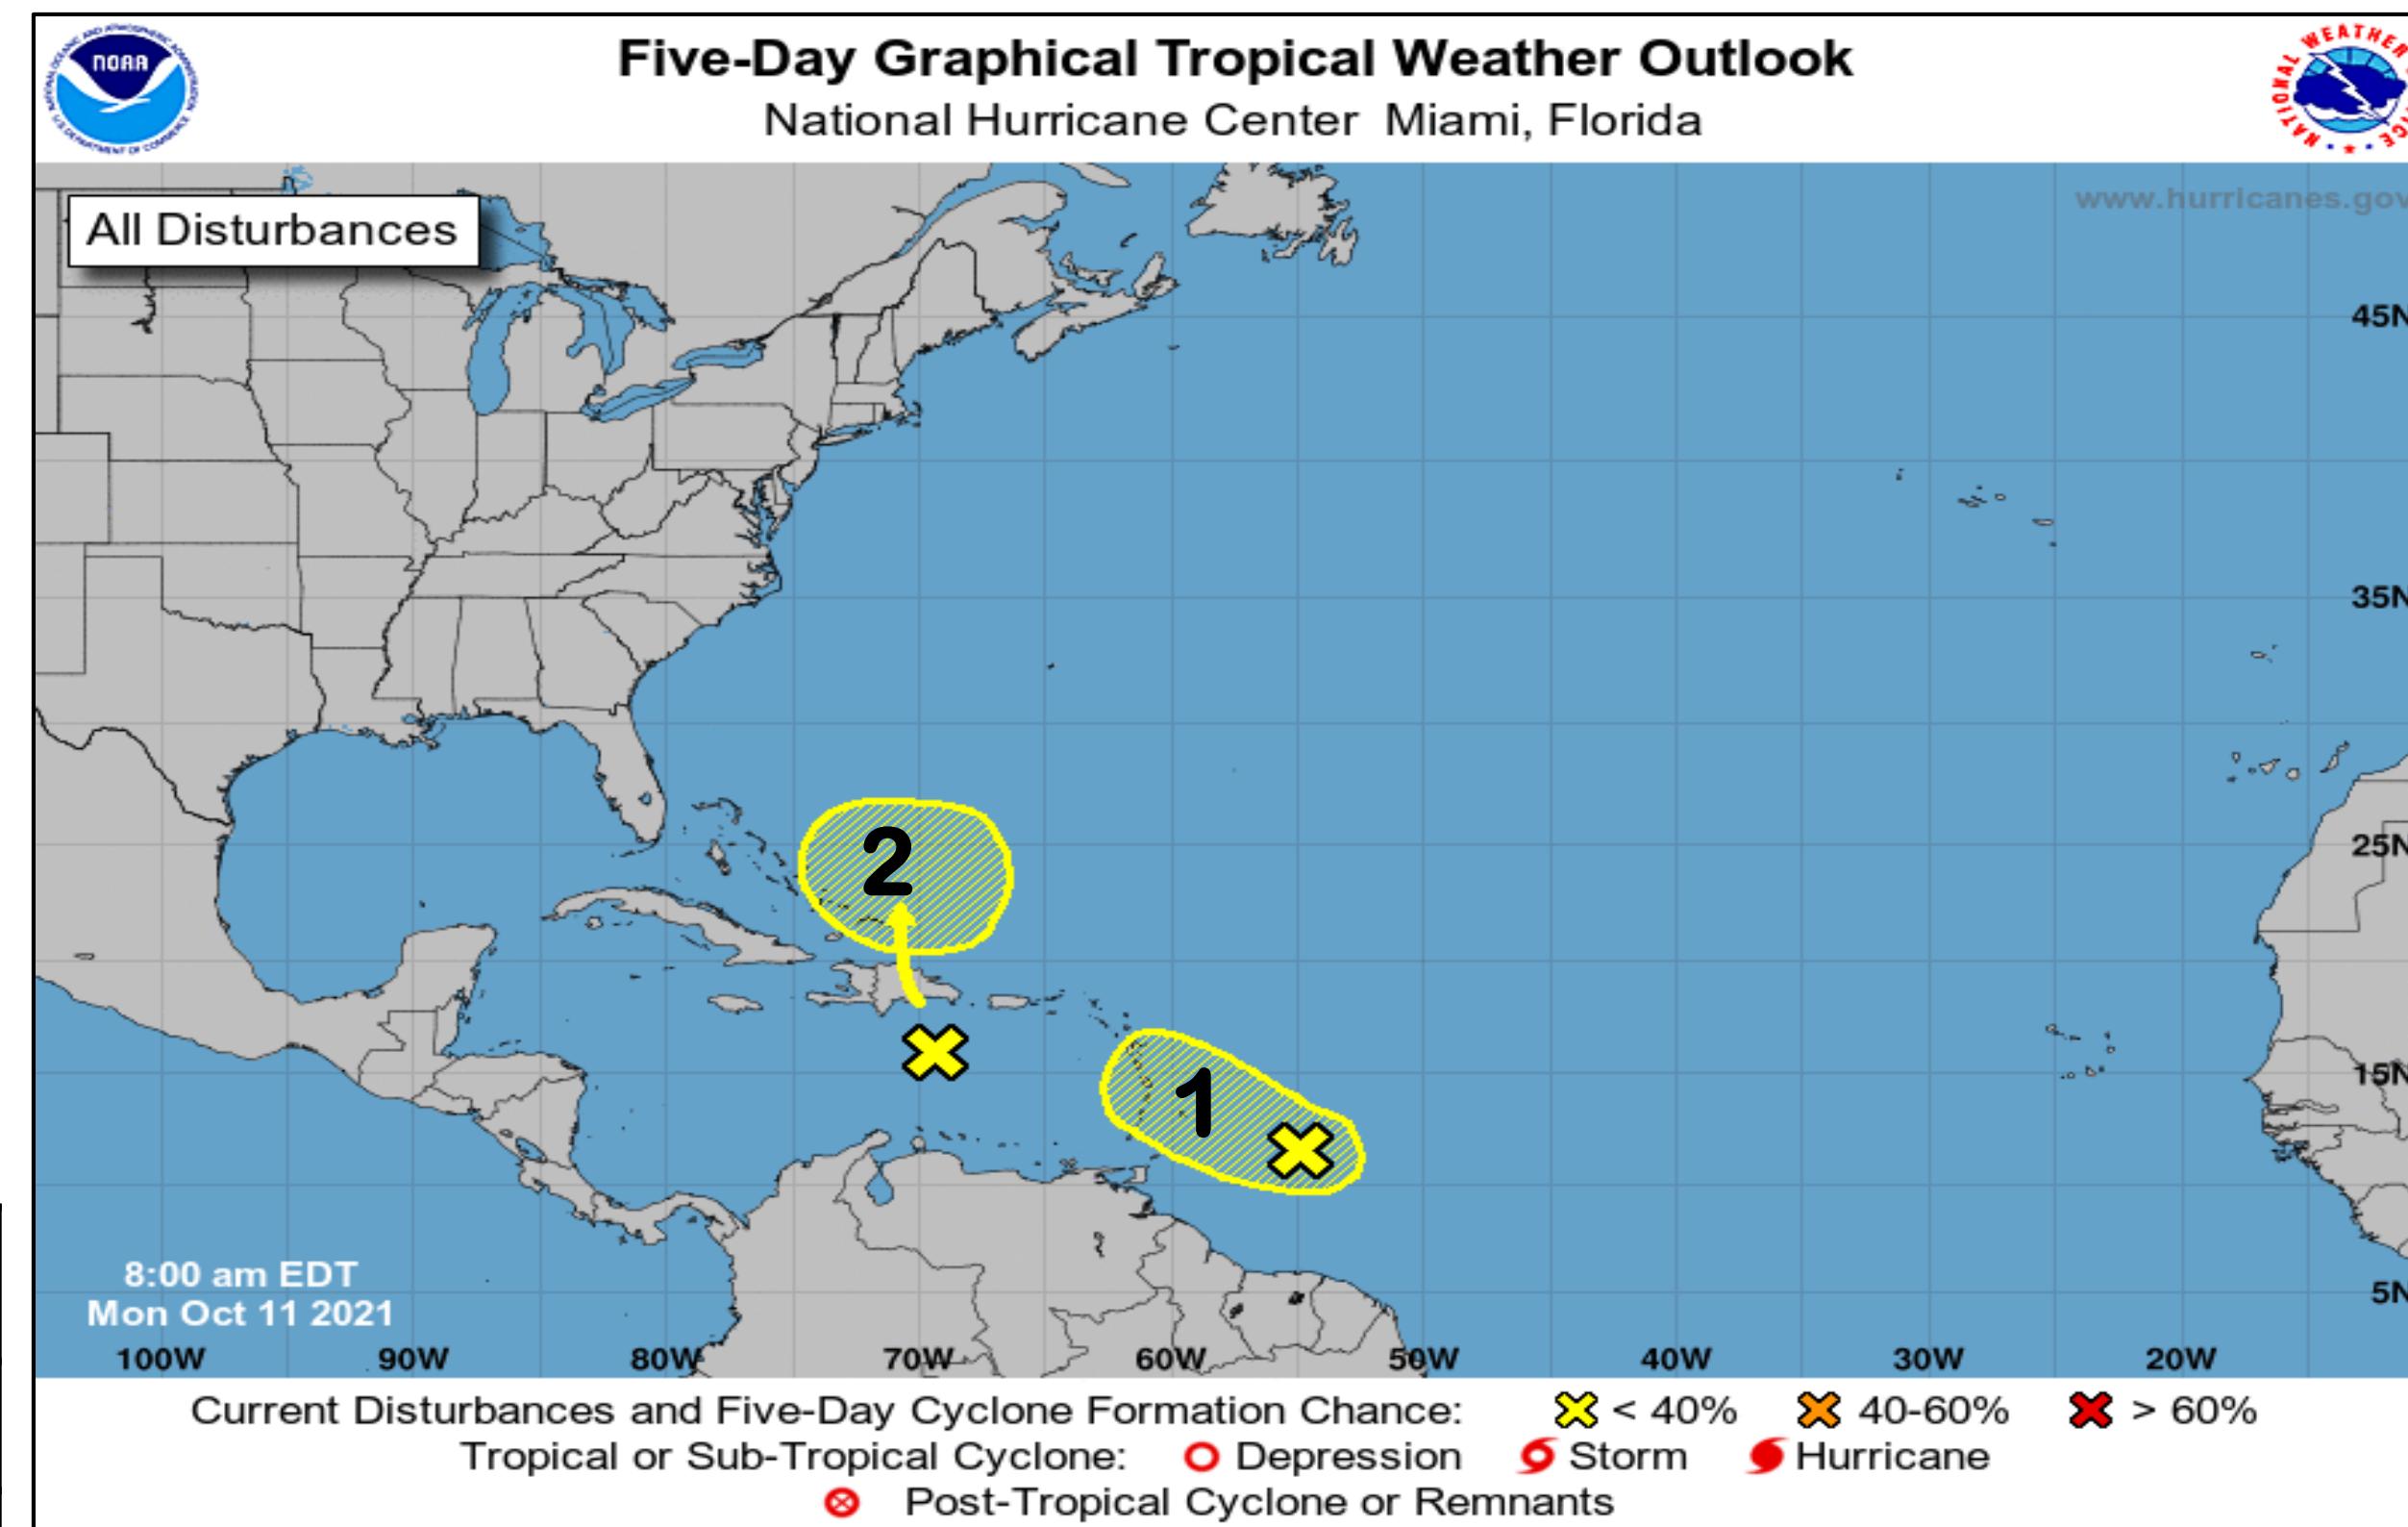 NOAA
Five-Day Graphical Tropical Weather Outlook
National Hurricane Center Miami, Florida
All Disturbances
www.hurricanes.gov
45N
35N
25N
15N
5N
2
1
8:00 am EDT
Mon Oct 11 2021
100W 90W 80W 70W 60W 50W 40W 30W 20W
Current Disturbances and Five-Day Cyclone Formation Chance: < 40% 40-60% > 60%
Tropical or Sub-Tropical Cyclone: Depression Storm Hurricane
Post-Tropical Cyclone or Remnants